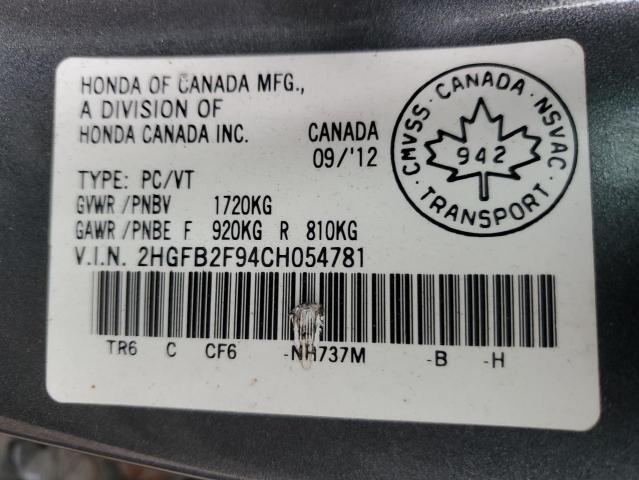 HONDA OF CANADA MFG.,
A DIVISION OF
HONDA CANADA INC. CANADA
09/'12
TYPE: PC/VT
GVWR/PNBV 1720KG
GAWR/PNBE F 920KG R 810KG
V.I.N. 2HGFB2F94CH054781
TR6 C CF6 -NH737M -B -H
CMVSS · CANADA · NSVAC ·
942
TRANSPORT